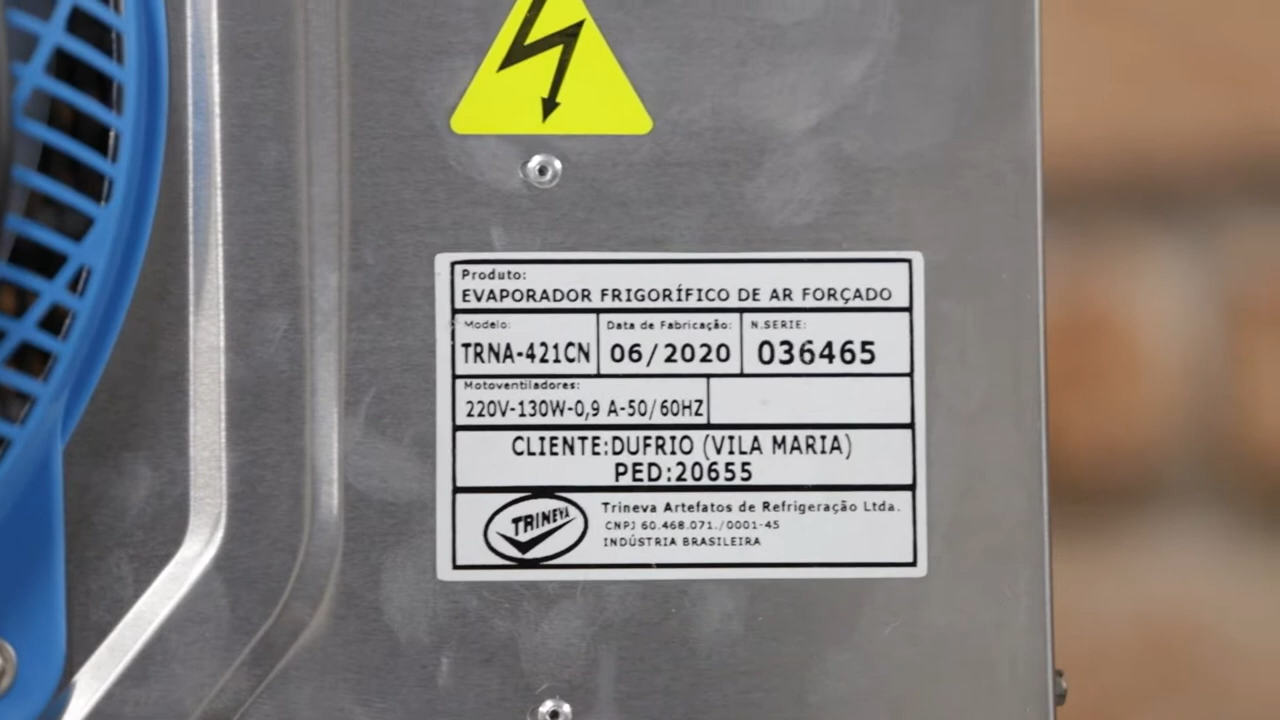 Produto:
EVAPORADOR FRIGORÍFICO DE AR FORÇADO
Modelo:
TRNA-421CN
Data de Fabricação:
06/2020
N.SERIE:
036465
Motoventiladores:
220V-130W-0,9 A-50/60HZ
CLIENTE:DUFRIO (VILA MARIA)
PED:20655
TRINEVA
Trineva Artefatos de Refrigeração Ltda.
CNPJ 60.468.071./0001-45
INDÚSTRIA BRASILEIRA